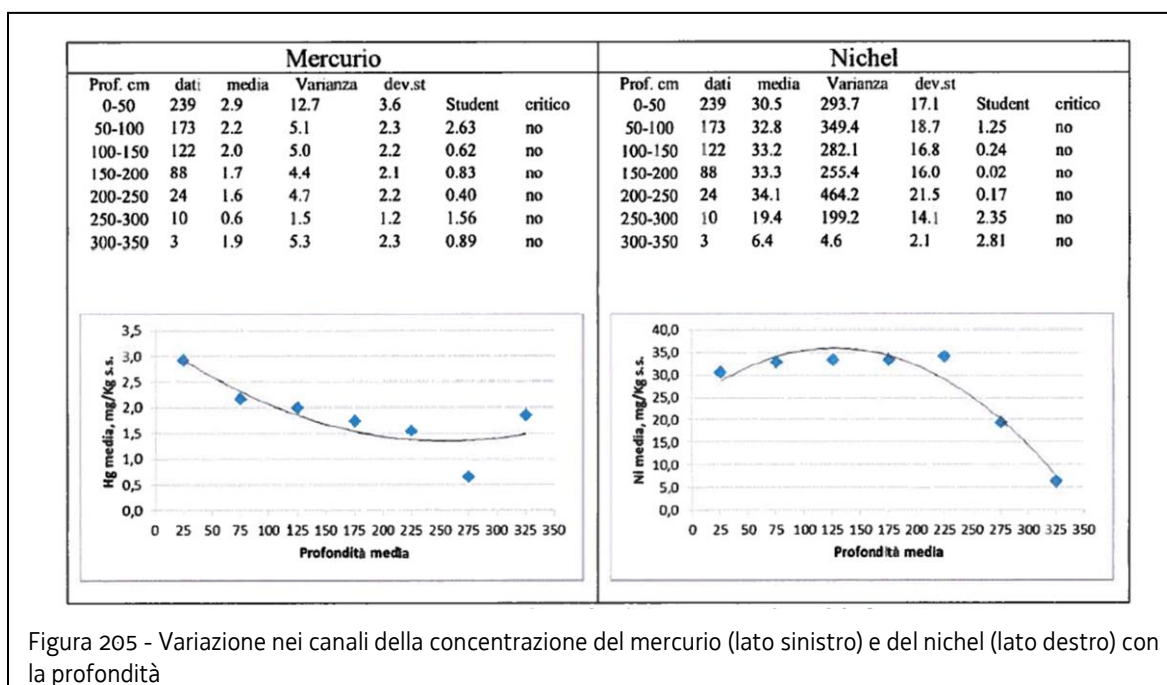 Mercurio
Prof. cm dati media Varianza dev.st
0-50 239 2.9 12.7 3.6 Student critico
50-100 173 2.2 5.1 2.3 2.63 no
100-150 122 2.0 5.0 2.2 0.62 no
150-200 88 1.7 4.4 2.1 0.83 no
200-250 24 1.6 4.7 2.2 0.40 no
250-300 10 0.6 1.5 1.2 1.56 no
300-350 3 1.9 5.3 2.3 0.89 no
3,5
3,0
2,5
2,0
1,5
1,0
0,5
0,0
Hg media, mg/Kg s.s.
0 25 50 75 100 125 150 175 200 225 250 275 300 325 350
Profondità media
Nichel
Prof. cm dati media Varianza dev.st
0-50 239 30.5 293.7 17.1 Student critico
50-100 173 32.8 349.4 18.7 1.25 no
100-150 122 33.2 282.1 16.8 0.24 no
150-200 88 33.3 255.4 16.0 0.02 no
200-250 24 34.1 464.2 21.5 0.17 no
250-300 10 19.4 199.2 14.1 2.35 no
300-350 3 6.4 4.6 2.1 2.81 no
40,0
35,0
30,0
25,0
20,0
15,0
10,0
5,0
0,0
Ni media, mg/Kg s.s.
0 25 50 75 100 125 150 175 200 225 250 275 300 325 350
Profondità media
Figura 205 - Variazione nei canali della concentrazione del mercurio (lato sinistro) e del nichel (lato destro) con
la profondità